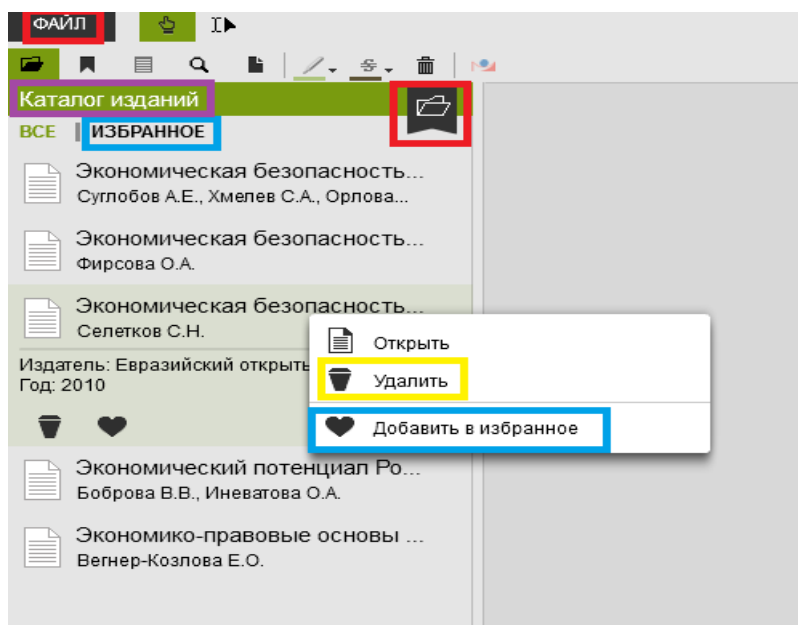 ФАЙЛ
Каталог изданий
ВСЕ | ИЗБРАННОЕ
Экономическая безопасность...
Суглобов А.Е., Хмелев С.А., Орлова...
Экономическая безопасность...
Фирсова О.А.
Экономическая безопасность...
Селетков С.Н.
Открыть
Издатель: Евразийский открыты
Год: 2010
Удалить
Добавить в избранное
Экономический потенциал Ро...
Боброва В.В., Иневатова О.А.
Экономико-правовые основы ...
Вегнер-Козлова Е.О.